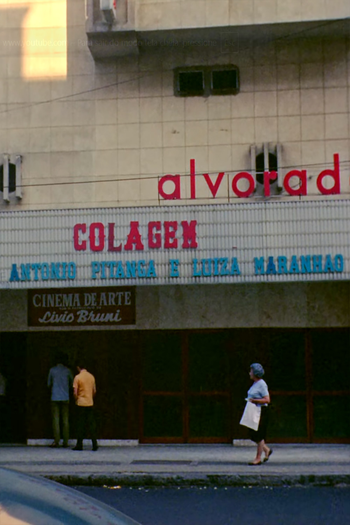 alvorad
COLAGEM
ANTONIO PITANGA E LUIZA MARANHAO
CINEMA DE ARTE
Livio Bruni